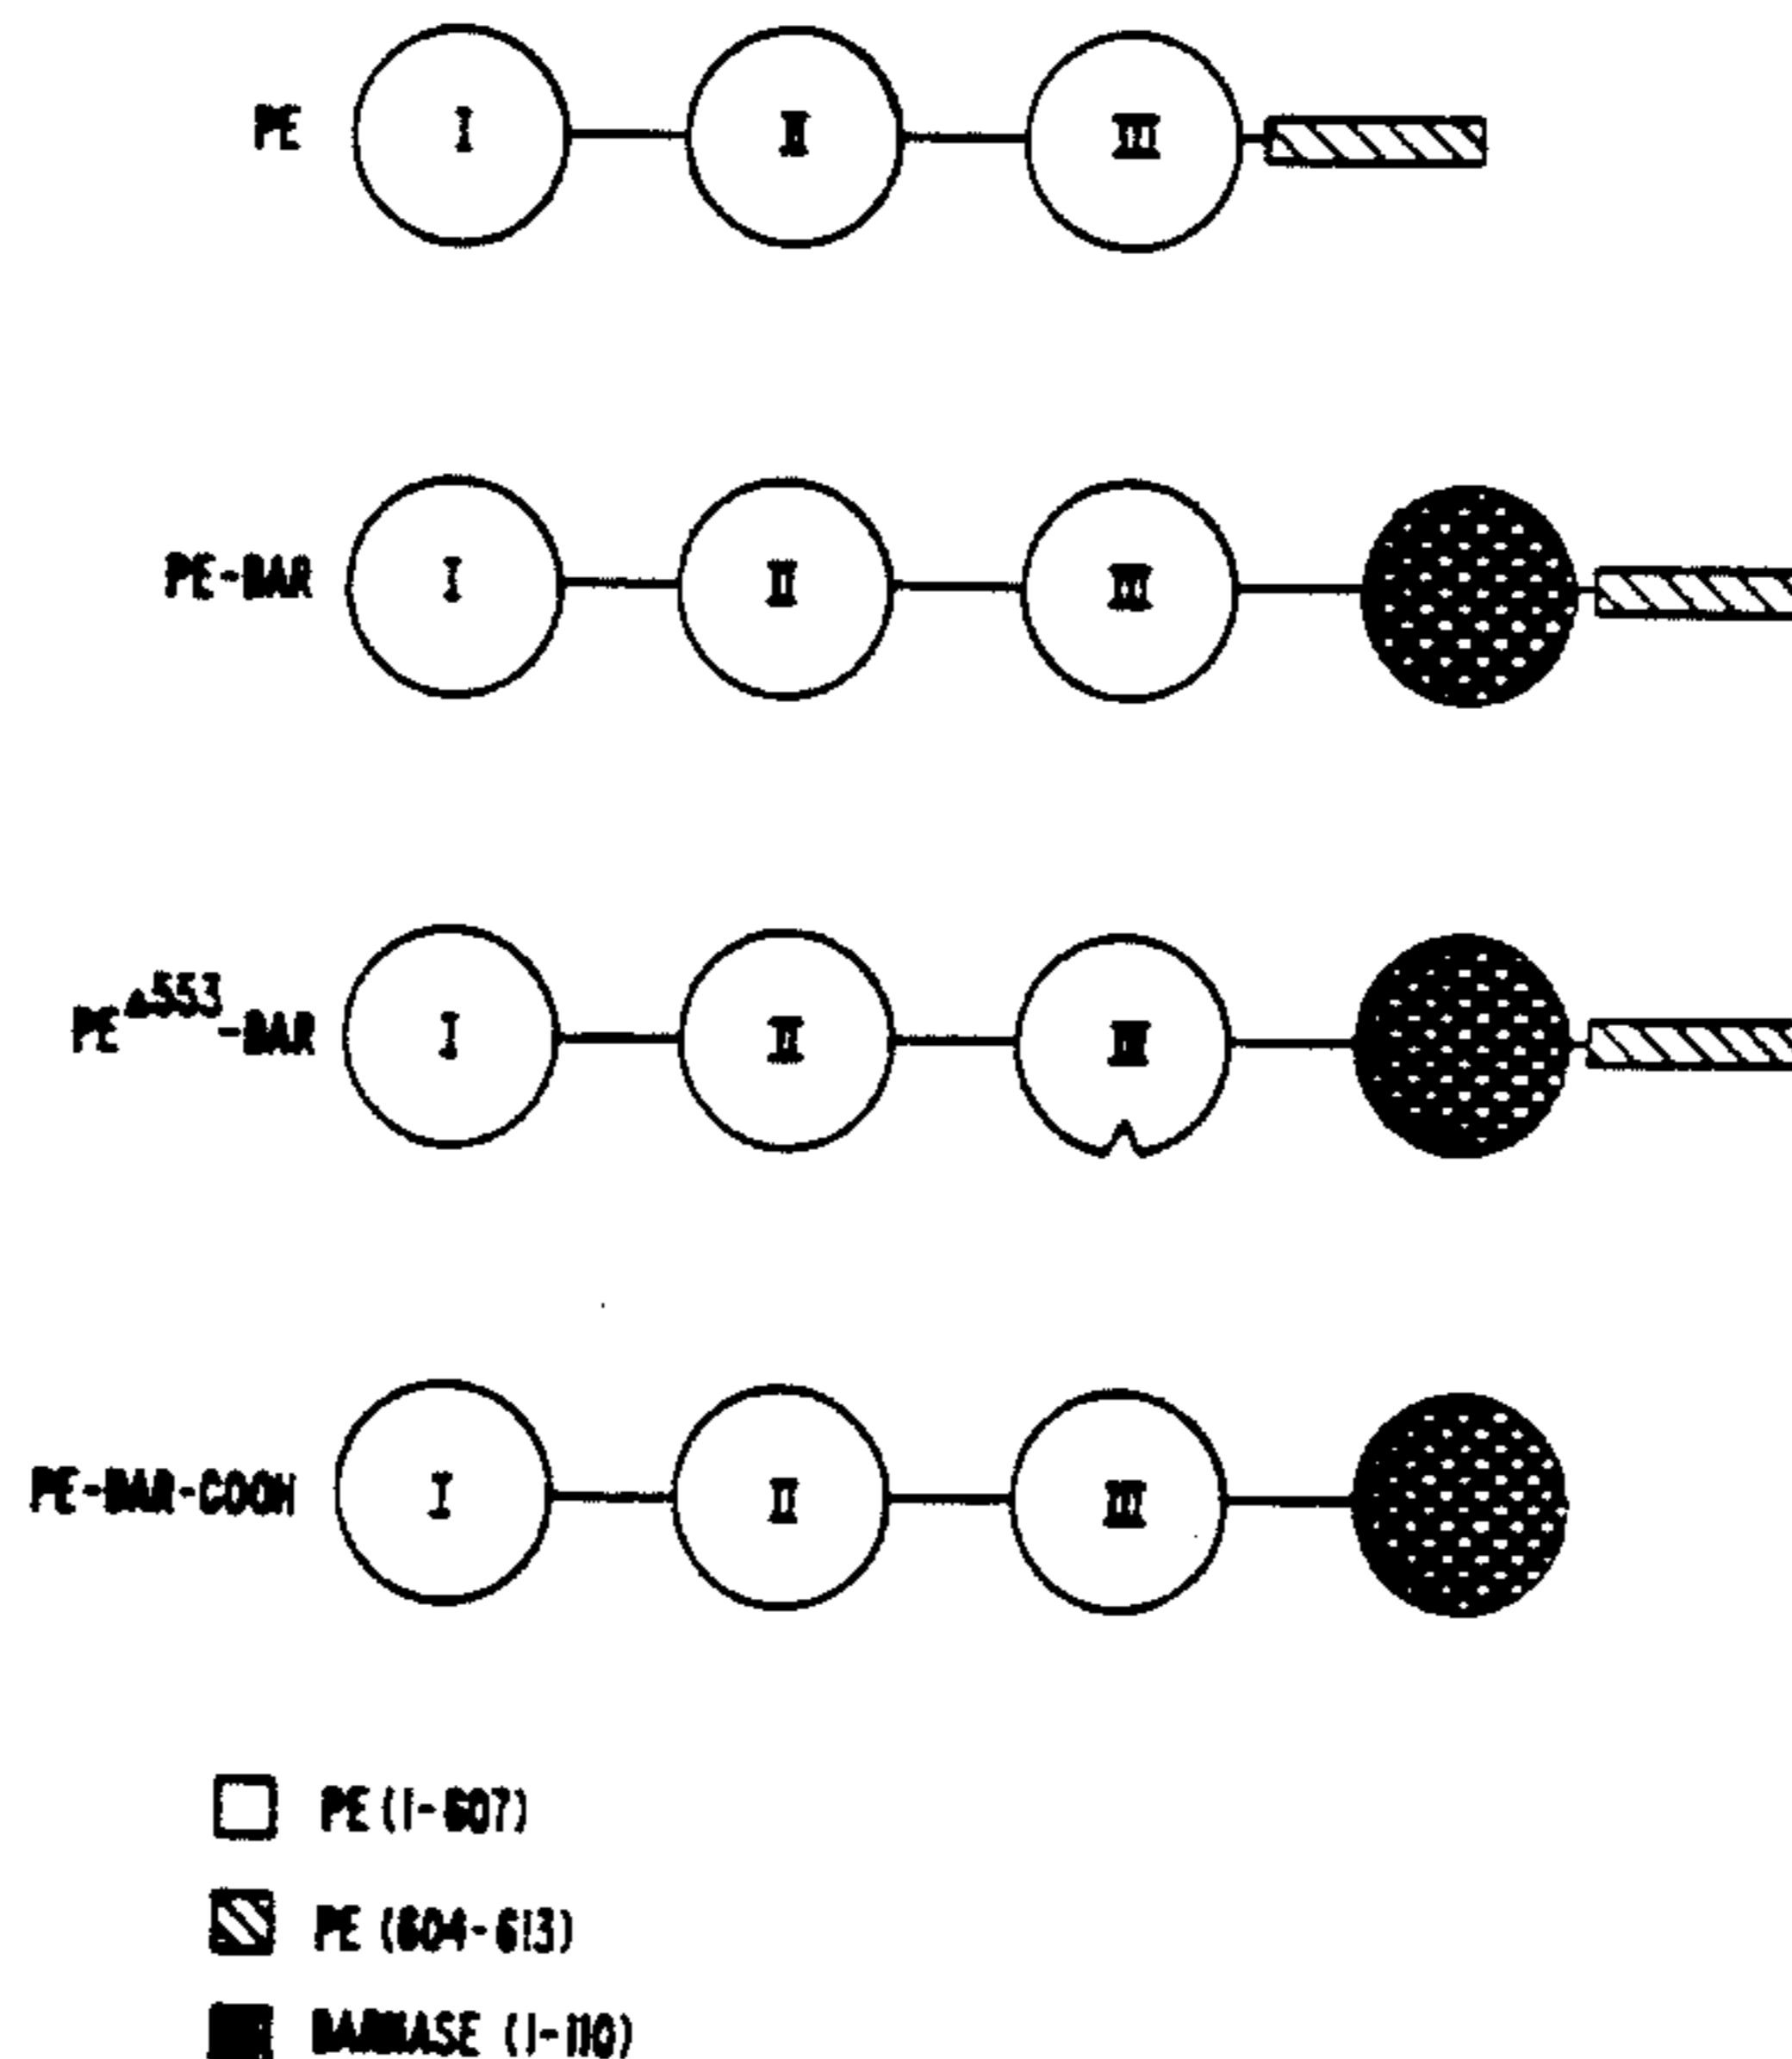 PE I II III
PE-BAR I II III
PE△553-BAR I II III
PE-BAR-COOH I II III
PE (1-607)
PE (604-613)
BARNASE (1-110)